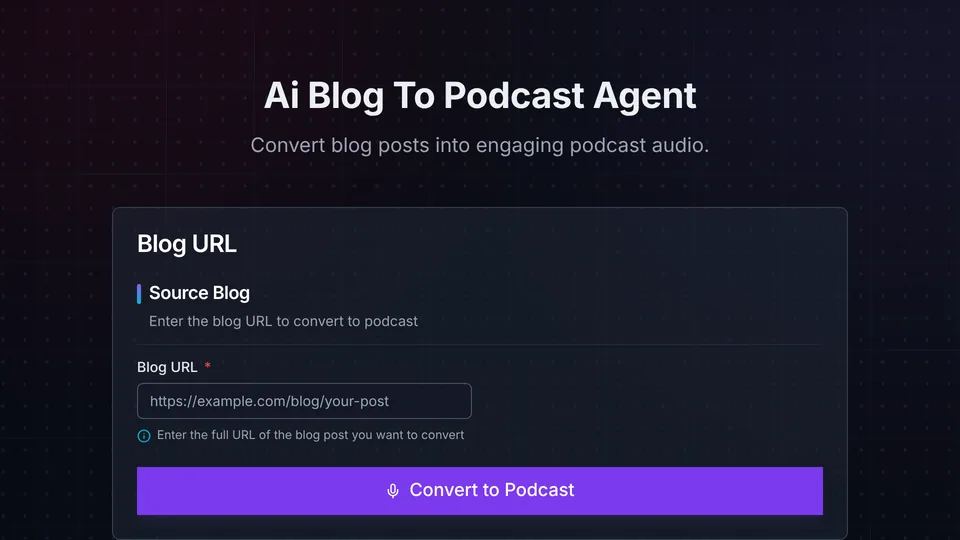 Ai Blog To Podcast Agent
Convert blog posts into engaging podcast audio.
Blog URL
Source Blog
Enter the blog URL to convert to podcast
Blog URL *
https://example.com/blog/your-post
Enter the full URL of the blog post you want to convert
Convert to Podcast